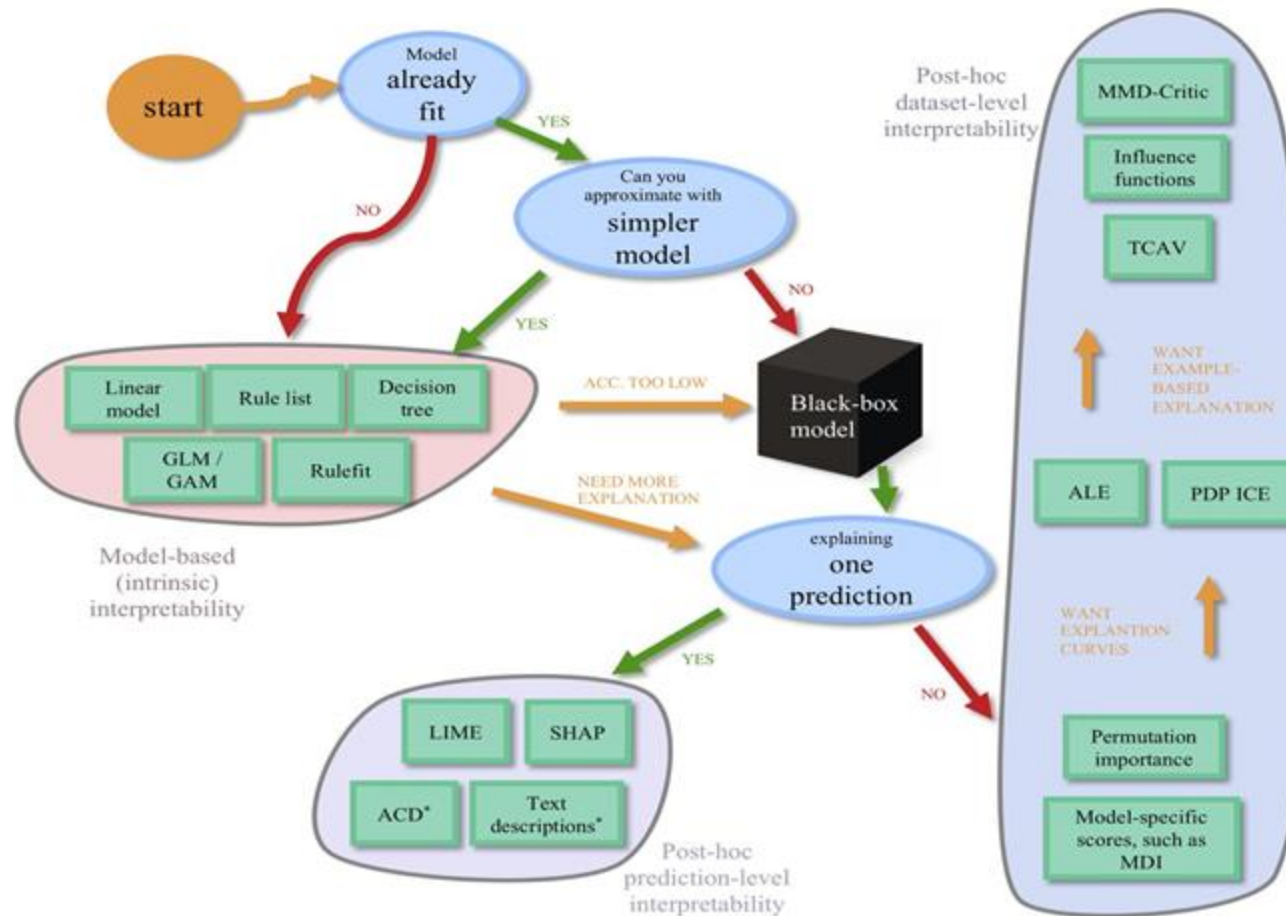 start
Model
already
fit
YES
NO
Can you
approximate with
simpler
model
YES
NO
Linear
model
Rule list
Decision
tree
GLM /
GAM
Rulefit
Model-based
(intrinsic)
interpretability
ACC. TOO LOW
NEED MORE
EXPLANATION
Black-box
model
explaining
one
prediction
YES
NO
LIME
SHAP
ACD*
Text
descriptions*
Post-hoc
prediction-level
interpretability
Post-hoc
dataset-level
interpretability
MMD-Critic
Influence
functions
TCAV
WANT
EXAMPLE-
BASED
EXPLANATION
ALE
PDP ICE
WANT
EXPLANTION
CURVES
Permutation
importance
Model-specific
scores, such as
MDI